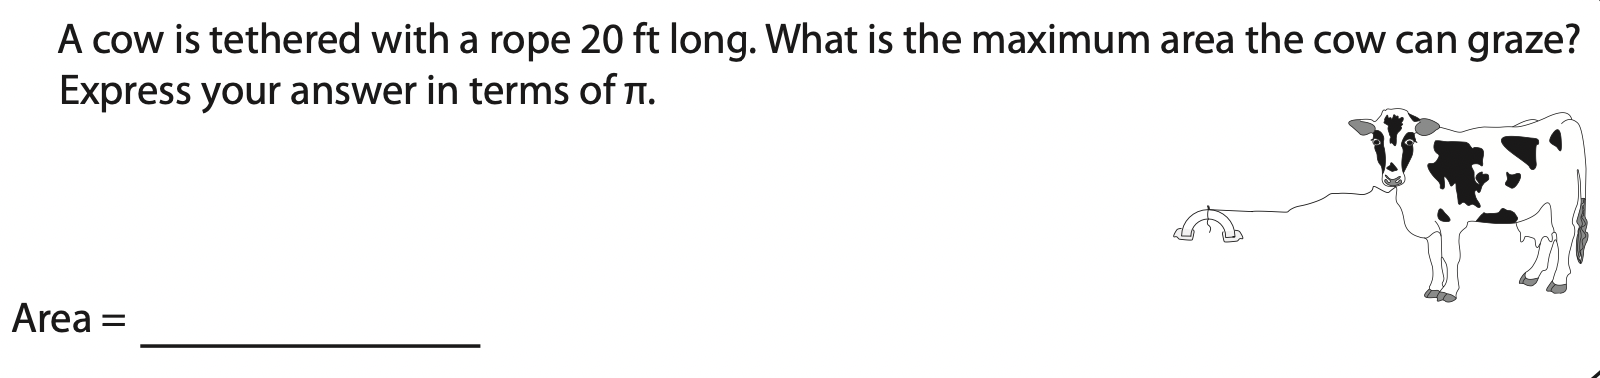 A cow is tethered with a rope 20 ft long. What is the maximum area the cow can graze?
Express your answer in terms of π.
Area =